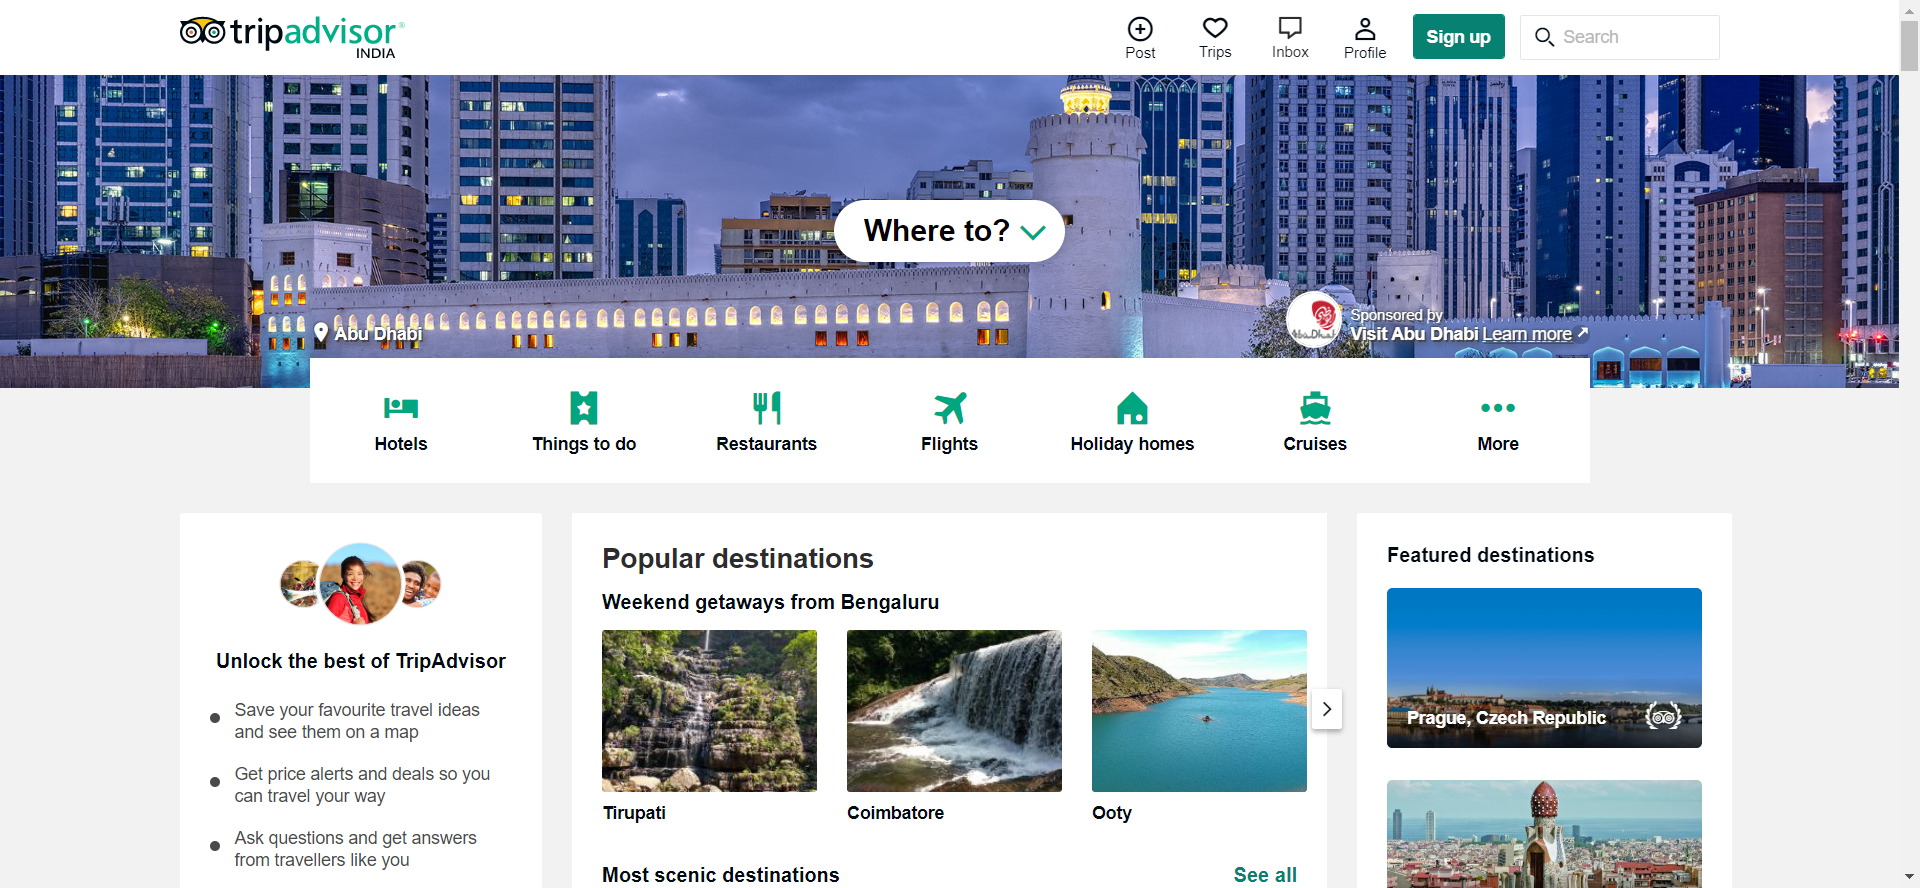 tripadvisor®
INDIA
Post
Trips
Inbox
Profile
Sign up
Search
Where to?
Abu Dhabi
Sponsored by
Visit Abu Dhabi Learn more
Hotels
Things to do
Restaurants
Flights
Holiday homes
Cruises
More
Unlock the best of TripAdvisor
Save your favourite travel ideas
and see them on a map
Get price alerts and deals so you
can travel your way
Ask questions and get answers
from travellers like you
Popular destinations
Weekend getaways from Bengaluru
Tirupati
Coimbatore
Ooty
Most scenic destinations
See all
Featured destinations
Prague, Czech Republic